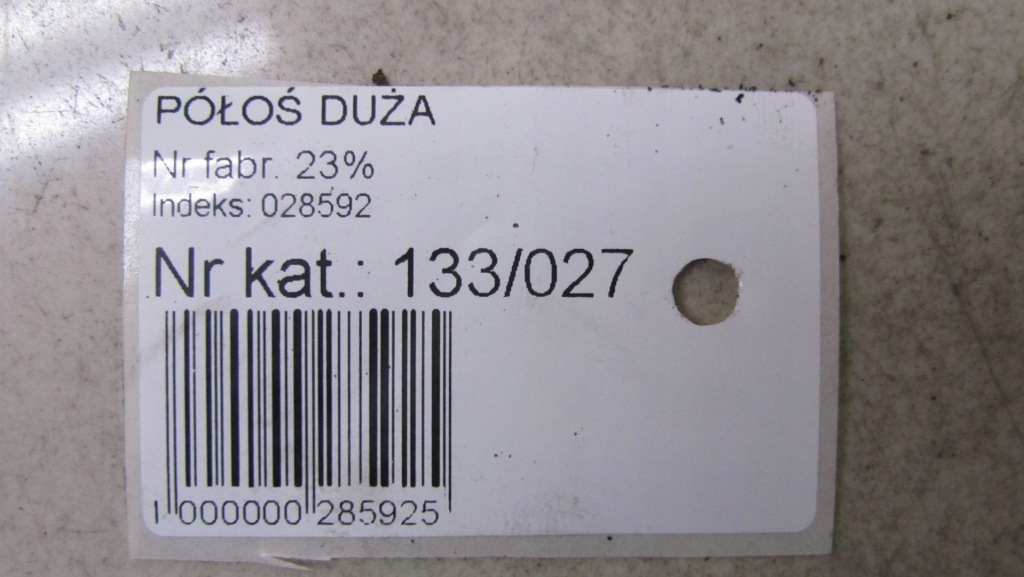 PÓŁOŚ DUŻA
Nr fabr. 23%
Indeks: 028592
Nr kat.: 133/027
1 000000 285925